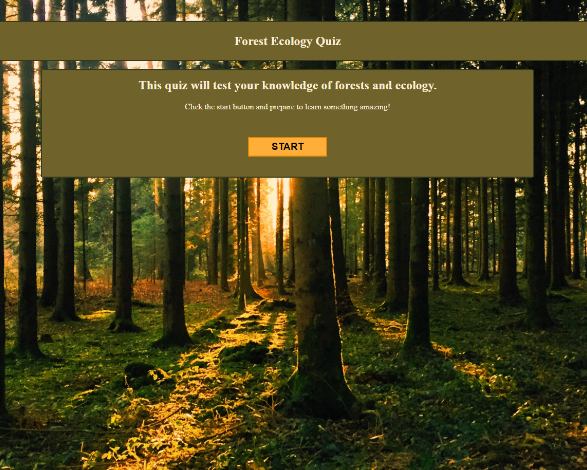 Forest Ecology Quiz
This quiz will test your knowledge of forests and ecology.
Click the start button and prepare to learn something amazing!
START